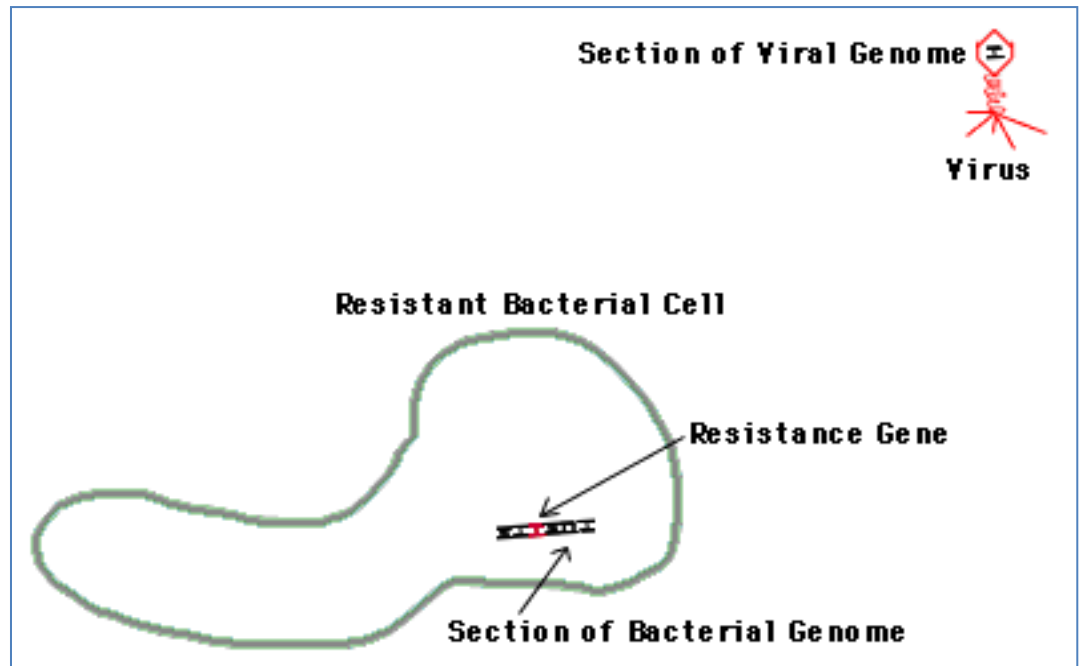 Section of Viral Genome
Virus
Resistant Bacterial Cell
Resistance Gene
Section of Bacterial Genome